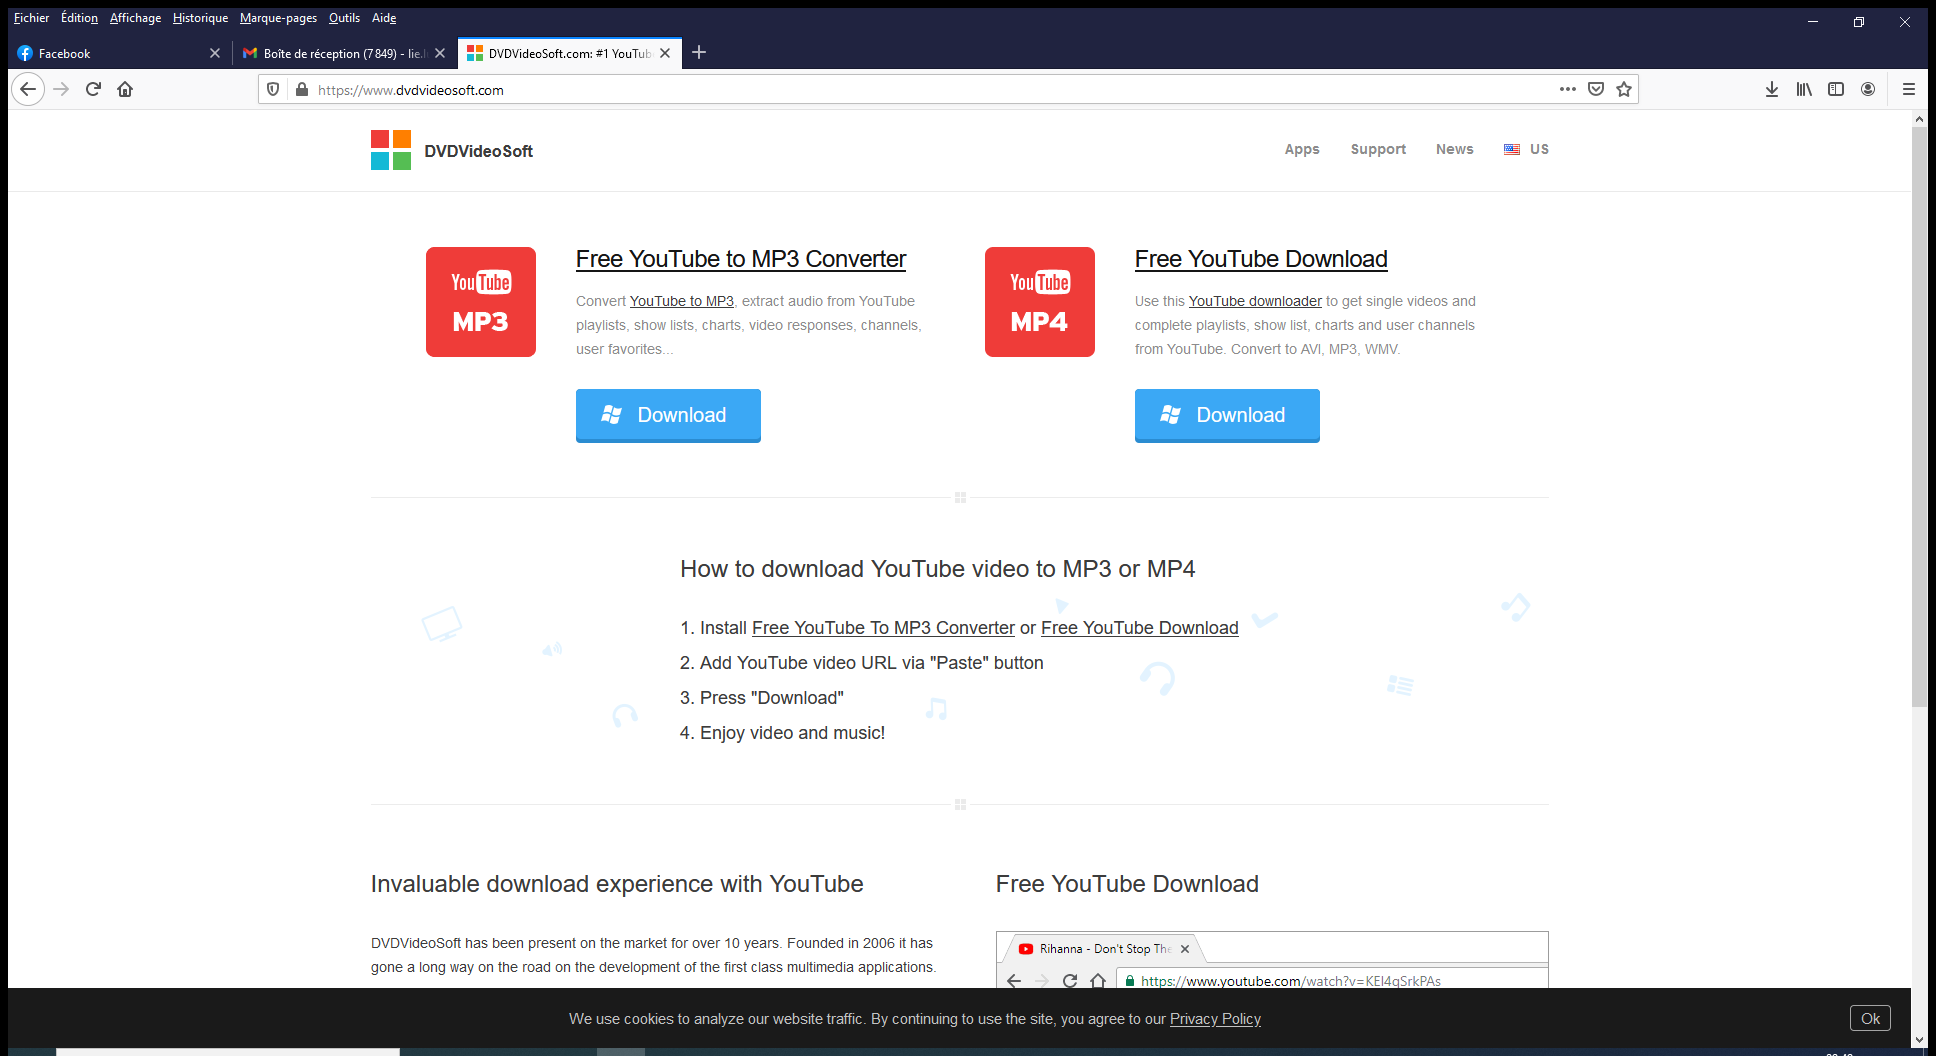 Fichier Édition Affichage Historique Marque-pages Outils Aide
Facebook
Boîte de réception (7 849) - lie.l
DVDVideoSoft.com: #1 YouTub
https://www.dvdvideosoft.com
DVDVideoSoft
Apps Support News US
You Tube
MP3
Free YouTube to MP3 Converter
Convert YouTube to MP3, extract audio from YouTube
playlists, show lists, charts, video responses, channels,
user favorites...
Download
You Tube
MP4
Free YouTube Download
Use this YouTube downloader to get single videos and
complete playlists, show list, charts and user channels
from YouTube. Convert to AVI, MP3, WMV.
Download
How to download YouTube video to MP3 or MP4
1. Install Free YouTube To MP3 Converter or Free YouTube Download
2. Add YouTube video URL via "Paste" button
3. Press "Download"
4. Enjoy video and music!
Invaluable download experience with YouTube
DVDVideoSoft has been present on the market for over 10 years. Founded in 2006 it has
gone a long way on the road on the development of the first class multimedia applications.
Free YouTube Download
Rihanna - Don't Stop The
https://www.youtube.com/watch?v=KEI4qSrkPAs
We use cookies to analyze our website traffic. By continuing to use the site, you agree to our Privacy Policy
Ok